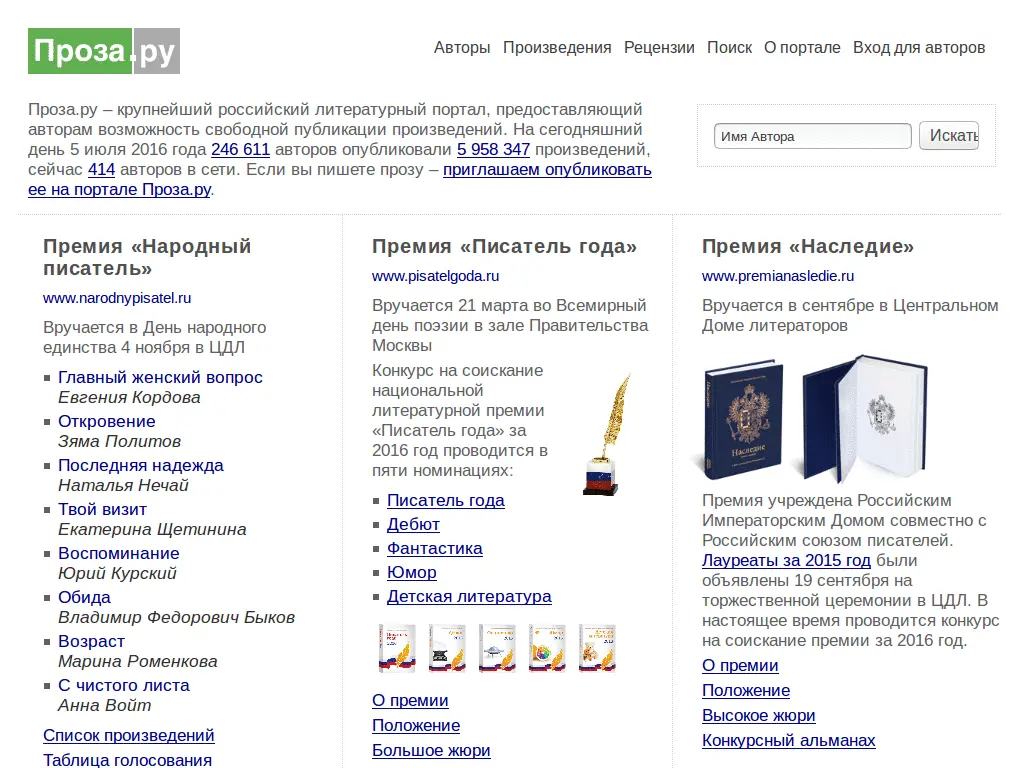 Проза.ру
Авторы Произведения Рецензии Поиск О портале Вход для авторов
Проза.ру – крупнейший российский литературный портал, предоставляющий
авторам возможность свободной публикации произведений. На сегодняшний
день 5 июля 2016 года 246 611 авторов опубликовали 5 958 347 произведений,
сейчас 414 авторов в сети. Если вы пишете прозу – приглашаем опубликовать
ее на портале Проза.ру.
Имя Автора
Искать
Премия «Народный
писатель»
www.narodnypisatel.ru
Вручается в День народного
единства 4 ноября в ЦДЛ
Главный женский вопрос
Евгения Кордова
Откровение
Зяма Политов
Последняя надежда
Наталья Нечай
Твой визит
Екатерина Щетинина
Воспоминание
Юрий Курский
Обида
Владимир Федорович Быков
Возраст
Марина Роменкова
С чистого листа
Анна Войт
Список произведений
Таблица голосования
Премия «Писатель года»
www.pisatelgoda.ru
Вручается 21 марта во Всемирный
день поэзии в зале Правительства
Москвы
Конкурс на соискание
национальной
литературной премии
«Писатель года» за
2016 год проводится в
пяти номинациях:
Писатель года
Дебют
Фантастика
Юмор
Детская литература
О премии
Положение
Большое жюри
Премия «Наследие»
www.premianasledie.ru
Вручается в сентябре в Центральном
Доме литераторов
Наследие
Премия учреждена Российским
Императорским Домом совместно с
Российским союзом писателей.
Лауреаты за 2015 год были
объявлены 19 сентября на
торжественной церемонии в ЦДЛ. В
настоящее время проводится конкурс
на соискание премии за 2016 год.
О премии
Положение
Высокое жюри
Конкурсный альманах